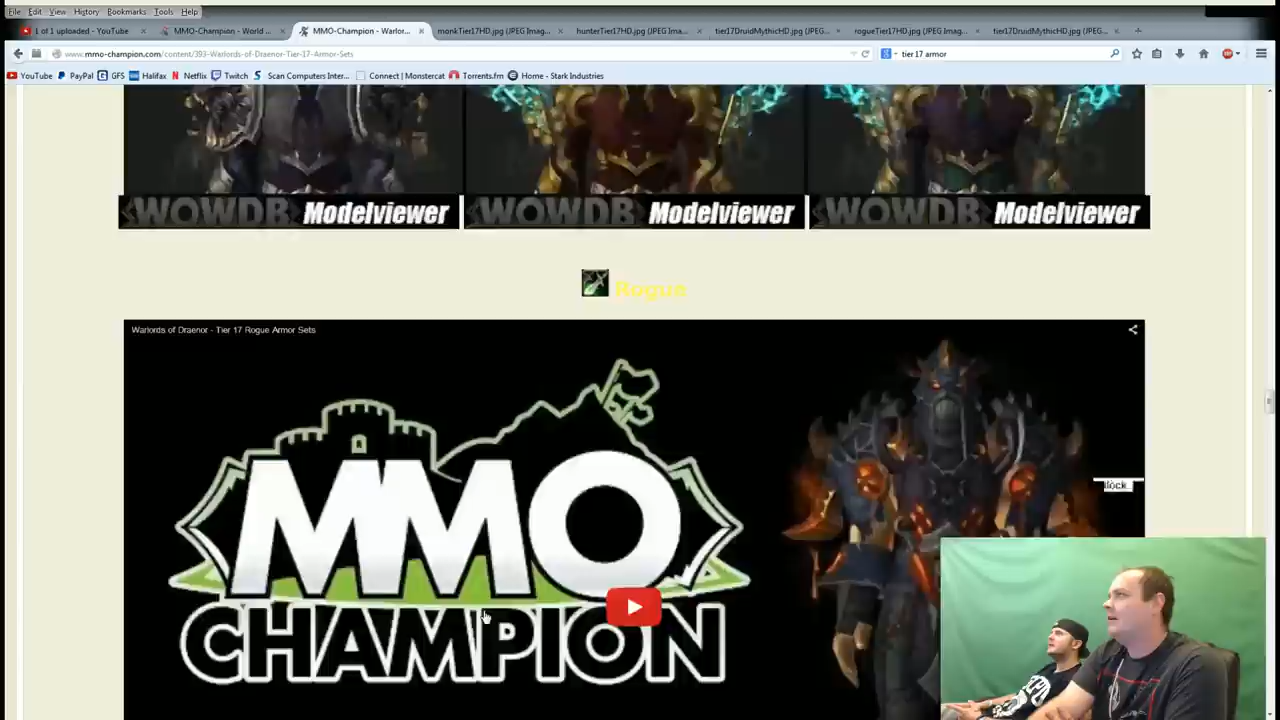 File Edit View History Bookmarks Tools Help
1 of 1 uploaded - YouTube
MMO-Champion - World ...
MMO-Champion - Warlor...
monkTier17HD.jpg (JPEG Imag...
hunterTier17HD.jpg (JPEG Ima...
tier17DruidMythicHD.jpg (JPEG...
rogueTier17HD.jpg (JPEG Imag...
tier17DruidMythicHD.jpg (JPEG...
www.mmo-champion.com/content/393-Warlords-of-Draenor-Tier-17-Armor-Sets
tier 17 armor
YouTube PayPal GFS Halifax Netflix Twitch Scan Computers Inter... Connect | Monstercat Torrents.fm Home - Stark Industries
WOWDB Modelviewer WOWDB Modelviewer WOWDB Modelviewer
Rogue
Warlords of Draenor - Tier 17 Rogue Armor Sets
MMO
CHAMPION